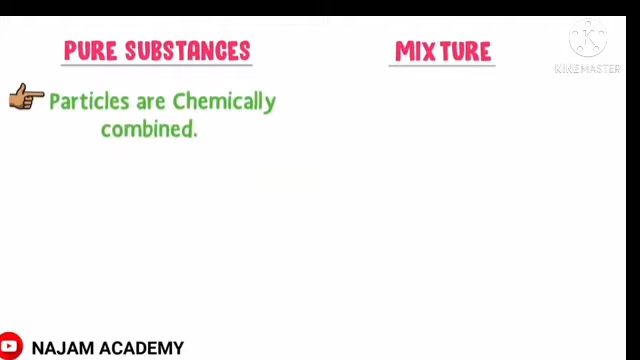 PURE SUBSTANCES
MIXTURE
K
KINEMASTER
Particles are Chemically
combined.
NAJAM ACADEMY